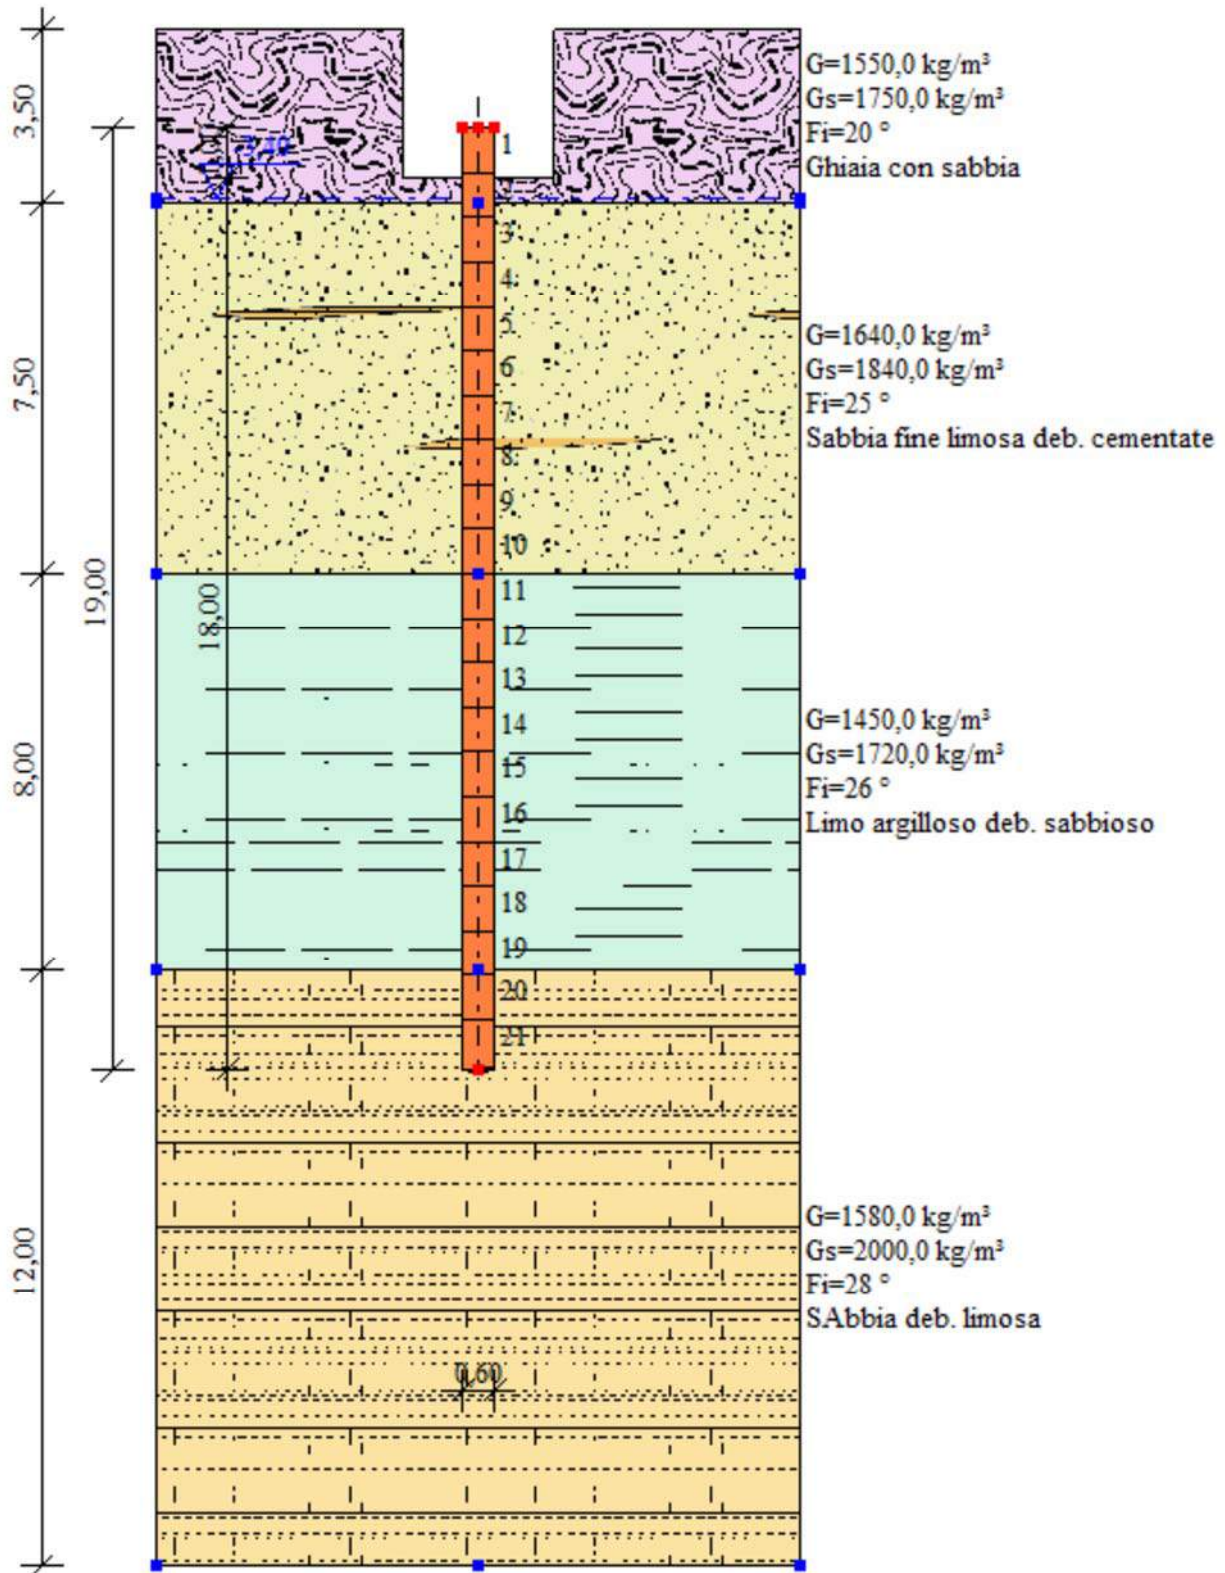 3,50
7,50
8,00
12,00
19,00
18,00
3,40
G=1550,0 kg/m³
Gs=1750,0 kg/m³
Fi=20 °
Ghiaia con sabbia
G=1640,0 kg/m³
Gs=1840,0 kg/m³
Fi=25 °
Sabbia fine limosa deb. cementate
G=1450,0 kg/m³
Gs=1720,0 kg/m³
Fi=26 °
Limo argilloso deb. sabbioso
G=1580,0 kg/m³
Gs=2000,0 kg/m³
Fi=28 °
SAbbia deb. limosa
1
3
4
5
6
7
8
9
10
11
12
13
14
15
16
17
18
19
20
21
0,60